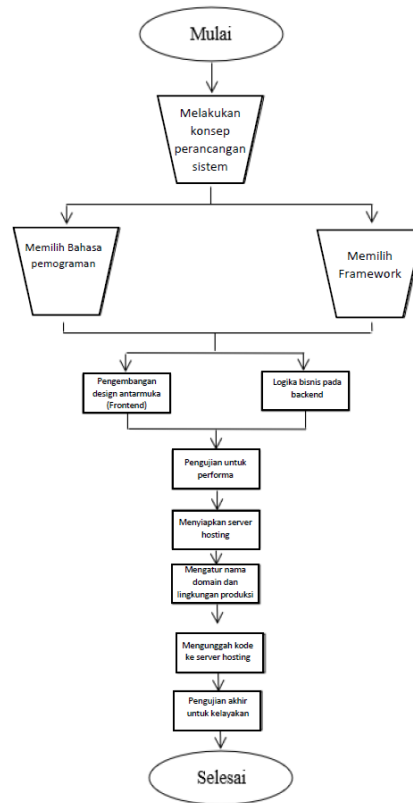 Mulai
Melakukan
konsep
perancangan
sistem
Memilih Bahasa
pemograman
Memilih
Framework
Pengembangan
design antarmuka
(Frontend)
Logika bisnis pada
backend
Pengujian untuk
performa
Menyiapkan server
hosting
Mengatur nama
domain dan
lingkungan produksi
Mengunggah kode
ke server hosting
Pengujian akhir
untuk kelayakan
Selesai